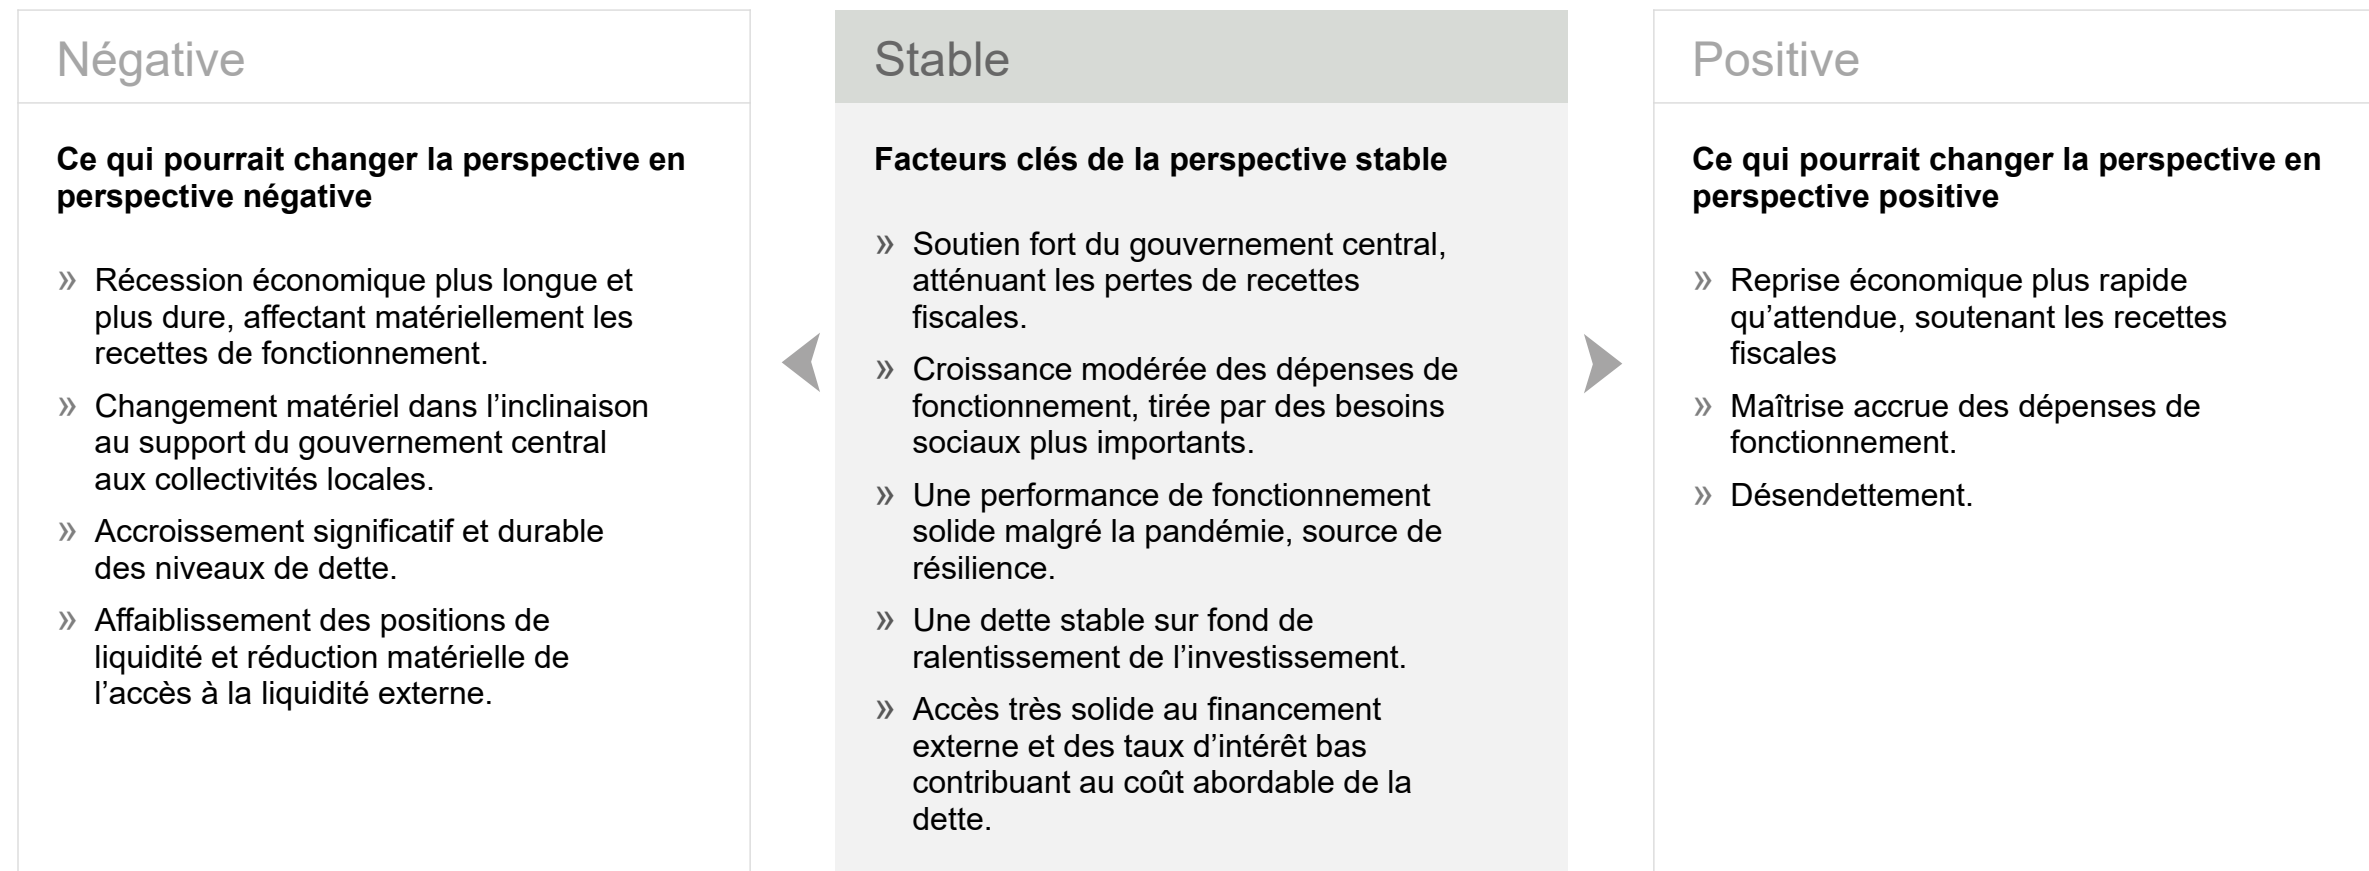 Négative
Ce qui pourrait changer la perspective en
perspective négative
» Récession économique plus longue et
plus dure, affectant matériellement les
recettes de fonctionnement.
» Changement matériel dans l’inclinaison
au support du gouvernement central
aux collectivités locales.
» Accroissement significatif et durable
des niveaux de dette.
» Affaiblissement des positions de
liquidité et réduction matérielle de
l’accès à la liquidité externe.
Stable
Facteurs clés de la perspective stable
» Soutien fort du gouvernement central,
atténuant les pertes de recettes
fiscales.
» Croissance modérée des dépenses de
fonctionnement, tirée par des besoins
sociaux plus importants.
» Une performance de fonctionnement
solide malgré la pandémie, source de
résilience.
» Une dette stable sur fond de
ralentissement de l’investissement.
» Accès très solide au financement
externe et des taux d’intérêt bas
contribuant au coût abordable de la
dette.
Positive
Ce qui pourrait changer la perspective en
perspective positive
» Reprise économique plus rapide
qu’attendue, soutenant les recettes
fiscales
» Maîtrise accrue des dépenses de
fonctionnement.
» Désendettement.